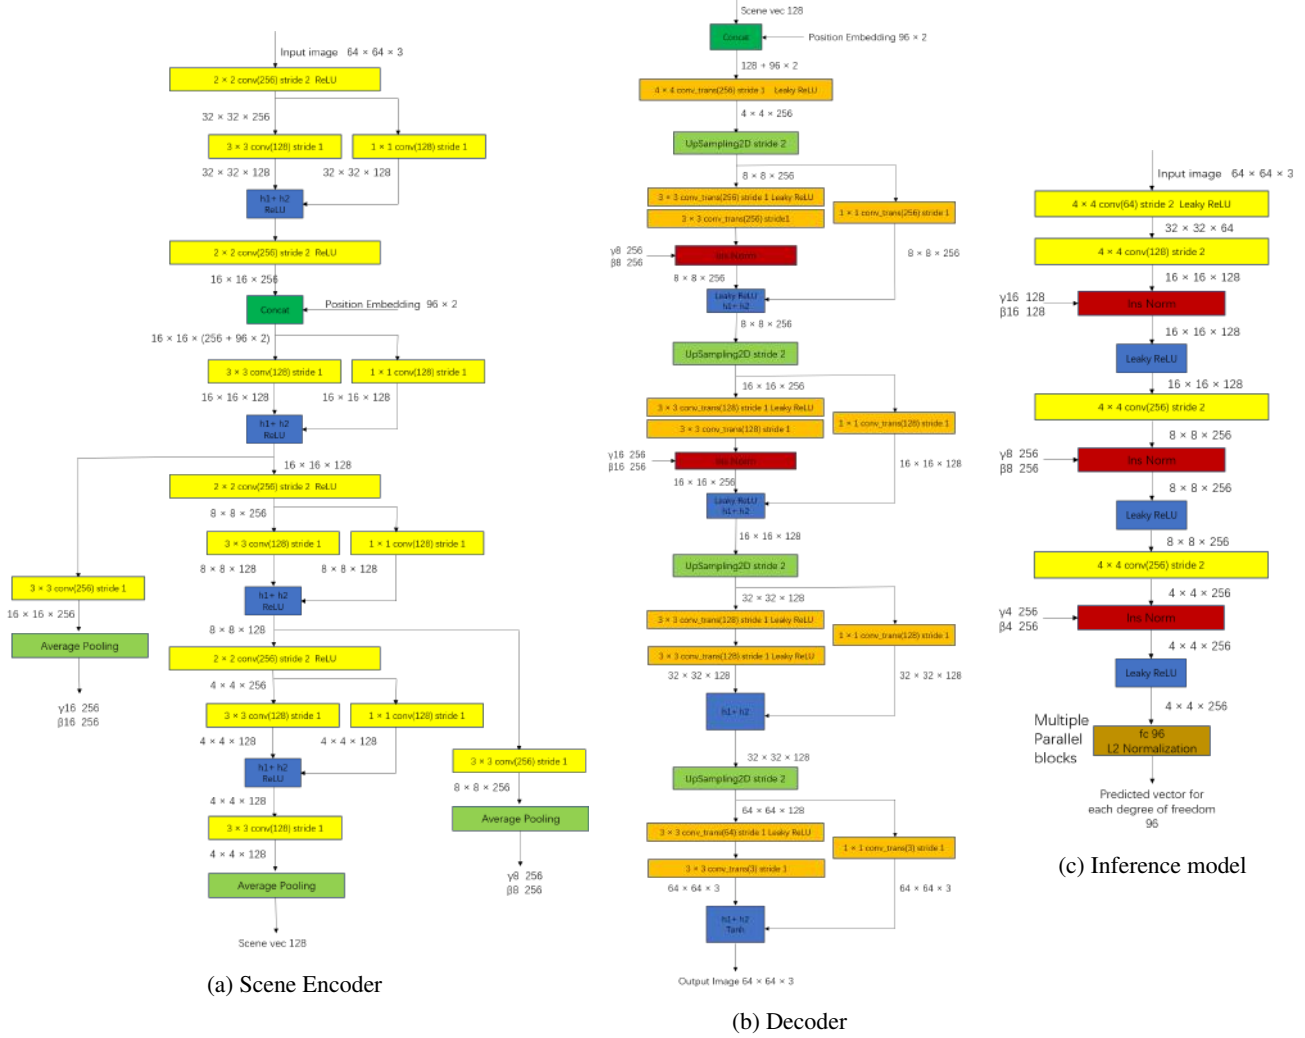 Input image 64 × 64 × 3
2 × 2 conv(256) stride 2 ReLU
32 × 32 × 256
3 × 3 conv(128) stride 1
1 × 1 conv(128) stride 1
32 × 32 × 128
32 × 32 × 128
h1+ h2
ReLU
2 × 2 conv(256) stride 2 ReLU
16 × 16 × 256
Concat
Position Embedding 96 × 2
16 × 16 × (256 + 96 × 2)
3 × 3 conv(128) stride 1
1 × 1 conv(128) stride 1
16 × 16 × 128
16 × 16 × 128
h1+ h2
ReLU
16 × 16 × 128
2 × 2 conv(256) stride 2 ReLU
8 × 8 × 256
3 × 3 conv(128) stride 1
1 × 1 conv(128) stride 1
8 × 8 × 128
8 × 8 × 128
h1+ h2
ReLU
3 × 3 conv(256) stride 1
16 × 16 × 256
Average Pooling
γ16 256
β16 256
8 × 8 × 128
2 × 2 conv(256) stride 2 ReLU
4 × 4 × 256
3 × 3 conv(128) stride 1
1 × 1 conv(128) stride 1
4 × 4 × 128
4 × 4 × 128
h1+ h2
ReLU
4 × 4 × 128
3 × 3 conv(128) stride 1
4 × 4 × 128
Average Pooling
Scene vec 128
3 × 3 conv(256) stride 1
8 × 8 × 256
Average Pooling
γ8 256
β8 256
(a) Scene Encoder
Scene vec 128
Concat
Position Embedding 96 × 2
128 + 96 × 2
4 × 4 conv_trans(256) stride 1 Leaky ReLU
4 × 4 × 256
UpSampling2D stride 2
8 × 8 × 256
3 × 3 conv_trans(256) stride 1 Leaky ReLU
3 × 3 conv_trans(256) stride1
1 × 1 conv_trans(256) stride 1
γ8 256
β8 256
Ins Norm
8 × 8 × 256
8 × 8 × 256
Leaky ReLU
h1+ h2
8 × 8 × 256
UpSampling2D stride 2
16 × 16 × 256
3 × 3 conv_trans(128) stride 1 Leaky ReLU
3 × 3 conv_trans(128) stride 1
1 × 1 conv_trans(128) stride 1
γ16 256
β16 256
Ins Norm
16 × 16 × 256
16 × 16 × 128
Leaky ReLU
h1+ h2
16 × 16 × 128
UpSampling2D stride 2
32 × 32 × 128
3 × 3 conv_trans(128) stride 1 Leaky ReLU
1 × 1 conv_trans(128) stride 1
3 × 3 conv_trans(128) stride 1 Leaky ReLU
32 × 32 × 128
32 × 32 × 128
h1+ h2
32 × 32 × 128
UpSampling2D stride 2
64 × 64 × 128
3 × 3 conv_trans(64) stride 1 Leaky ReLU
1 × 1 conv_trans(3) stride 1
3 × 3 conv_trans(3) stride 1
64 × 64 × 3
64 × 64 × 3
h1+ h2
Tanh
Output Image 64 × 64 × 3
(b) Decoder
Input image 64 × 64 × 3
4 × 4 conv(64) stride 2 Leaky ReLU
32 × 32 × 64
4 × 4 conv(128) stride 2
16 × 16 × 128
γ16 128
β16 128
Ins Norm
16 × 16 × 128
Leaky ReLU
16 × 16 × 128
4 × 4 conv(256) stride 2
8 × 8 × 256
γ8 256
β8 256
Ins Norm
8 × 8 × 256
Leaky ReLU
8 × 8 × 256
4 × 4 conv(256) stride 2
4 × 4 × 256
γ4 256
β4 256
Ins Norm
4 × 4 × 256
Leaky ReLU
4 × 4 × 256
Multiple
Parallel
blocks
fc 96
L2 Normalization
Predicted vector for
each degree of freedom
96
(c) Inference model